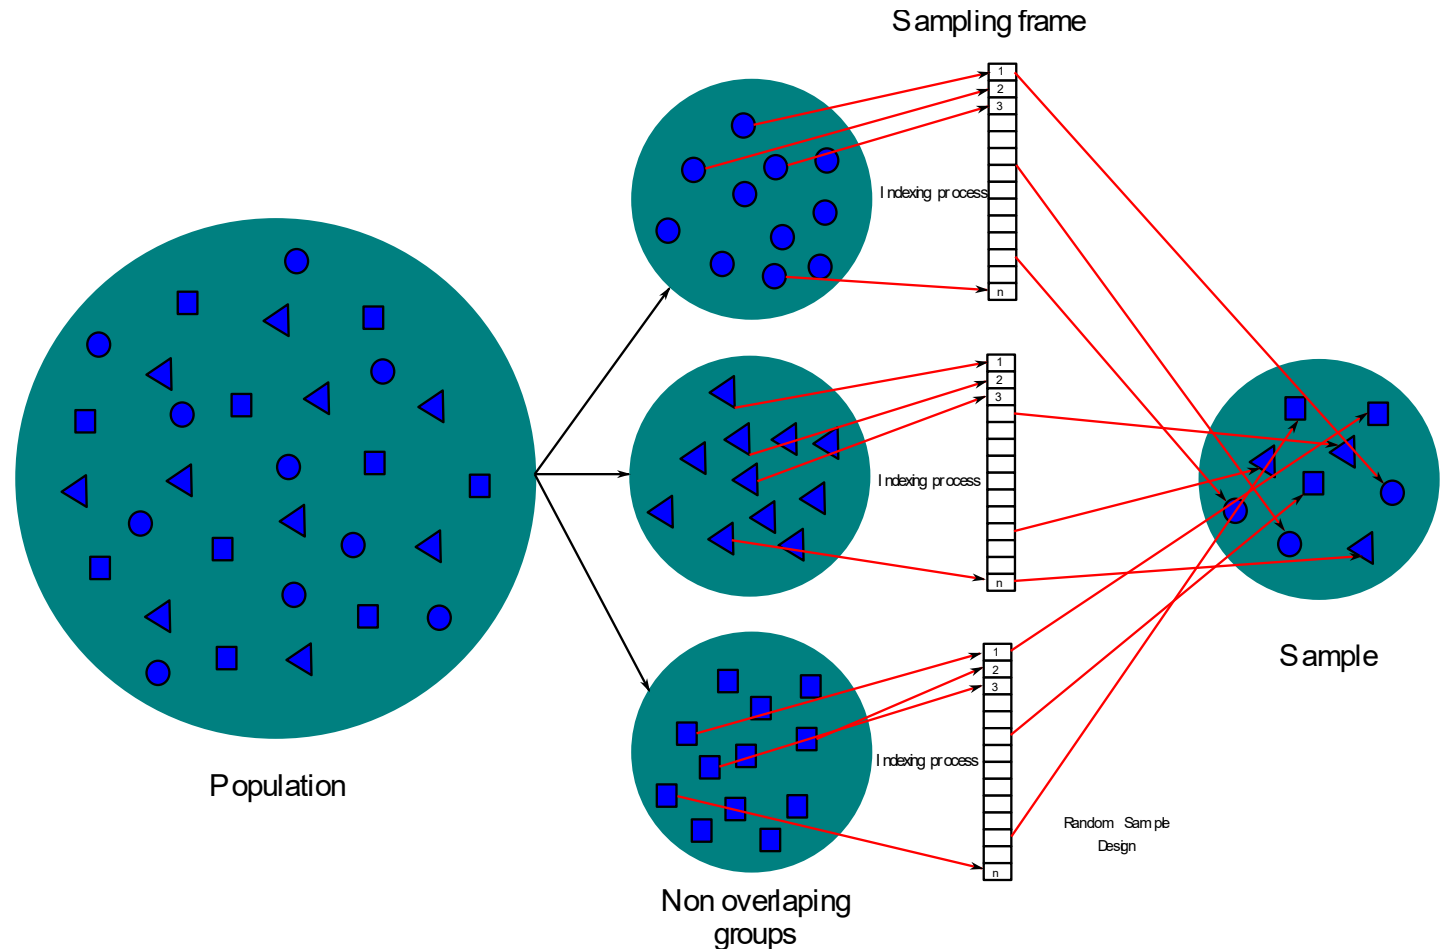 Sampling frame
1
2
3
Indexing process
n
1
2
3
Indexing process
n
1
2
3
Indexing process
n
Population
Non overlaping
groups
Random Sample
Design
Sample